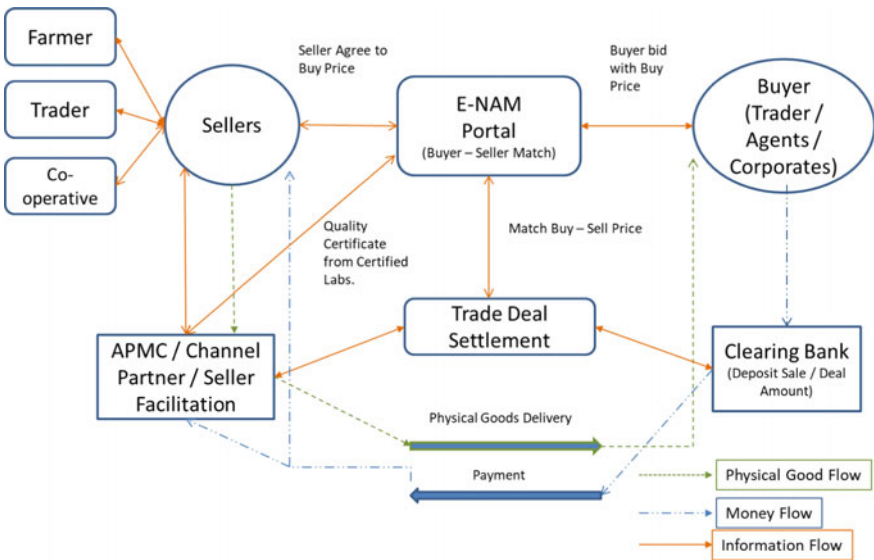 Farmer
Trader
Co-
operative
Sellers
Seller Agree to
Buy Price
E-NAM
Portal
(Buyer – Seller Match)
Buyer bid
with Buy
Price
Buyer
(Trader /
Agents /
Corporates)
Quality
Certificate
from Certified
Labs.
Match Buy – Sell Price
APMC / Channel
Partner / Seller
Facilitation
Trade Deal
Settlement
Clearing Bank
(Deposit Sale / Deal
Amount)
Physical Goods Delivery
Payment
Physical Good Flow
Money Flow
Information Flow